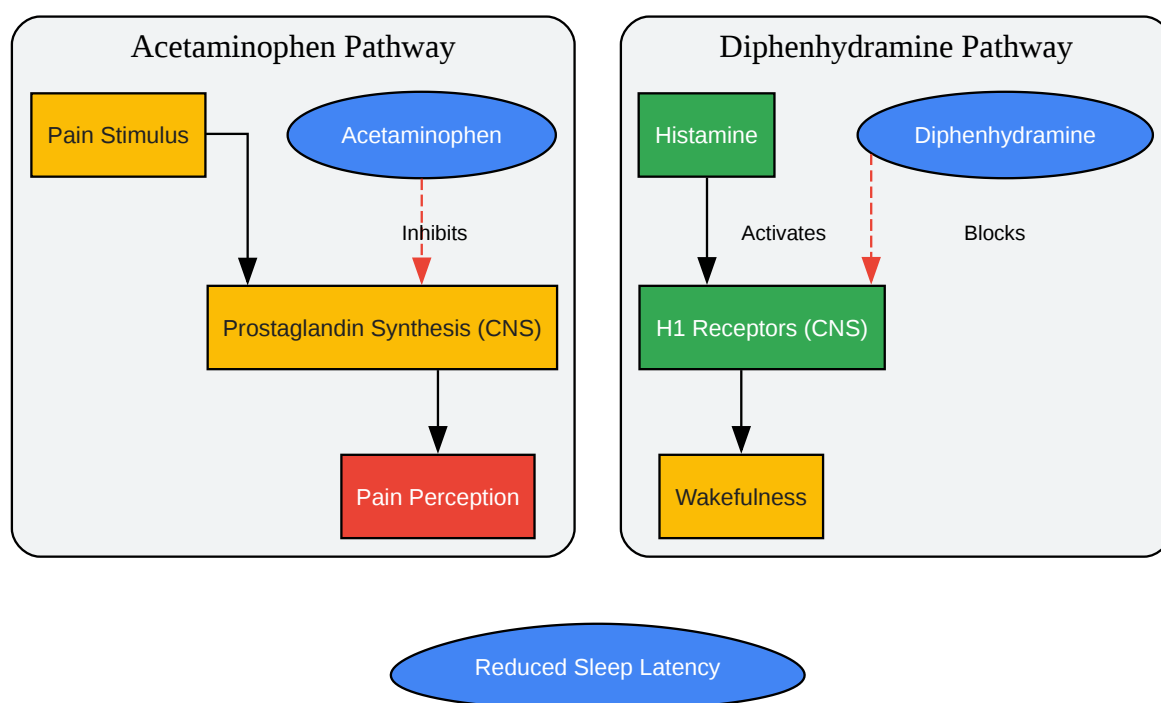 Acetaminophen Pathway
Pain Stimulus
Acetaminophen
Inhibits
Prostaglandin Synthesis (CNS)
Pain Perception
Diphenhydramine Pathway
Histamine
Diphenhydramine
Activates
Blocks
H1 Receptors (CNS)
Wakefulness
Reduced Sleep Latency